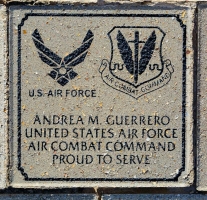 U.S. AIR FORCE
AIR COMBAT COMMAND
ANDREA M. GUERRERO
UNITED STATES AIR FORCE
AIR COMBAT COMMAND
PROUD TO SERVE